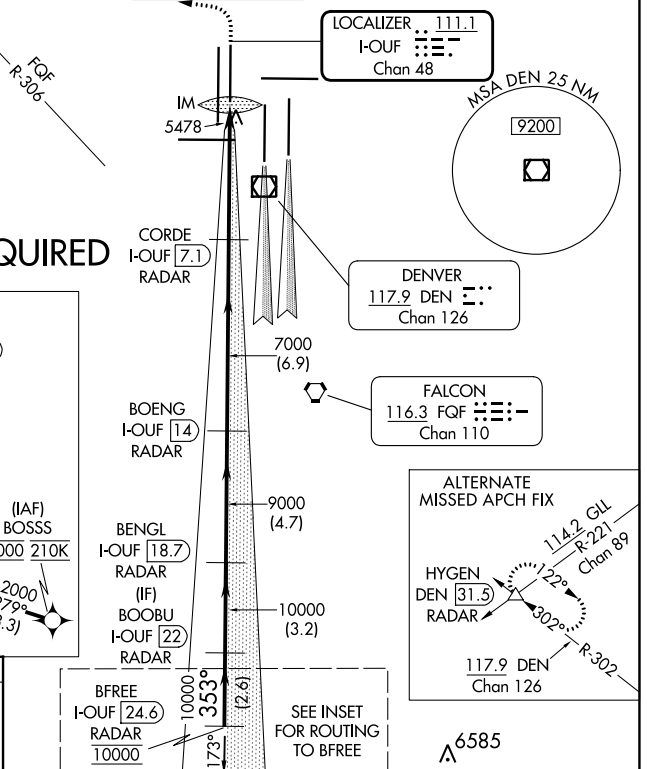 LOCALIZER 111.1
I-OUF
Chan 48
FQF
R-306
IM
5478
MSA DEN 25 NM
9200
QUIRED
CORDE
I-OUF 7.1
RADAR
DENVER
117.9 DEN
Chan 126
7000
(6.9)
FALCON
116.3 FQF
Chan 110
BOENG
I-OUF 14
RADAR
9000
(4.7)
ALTERNATE
MISSED APCH FIX
114.2 GLL
R-221
Chan 89
HYGEN
DEN 31.5
RADAR
122°
302°
R-302
117.9 DEN
Chan 126
(IAF)
BOSSS
000 210K
2000
279°
.3)
BENGL
I-OUF 18.7
RADAR
(IF)
BOOBU
I-OUF 22
RADAR
10000
(3.2)
BFREE
I-OUF 24.6
RADAR
10000
10000
353°
(2.6)
173°
SEE INSET
FOR ROUTING
TO BFREE
6585